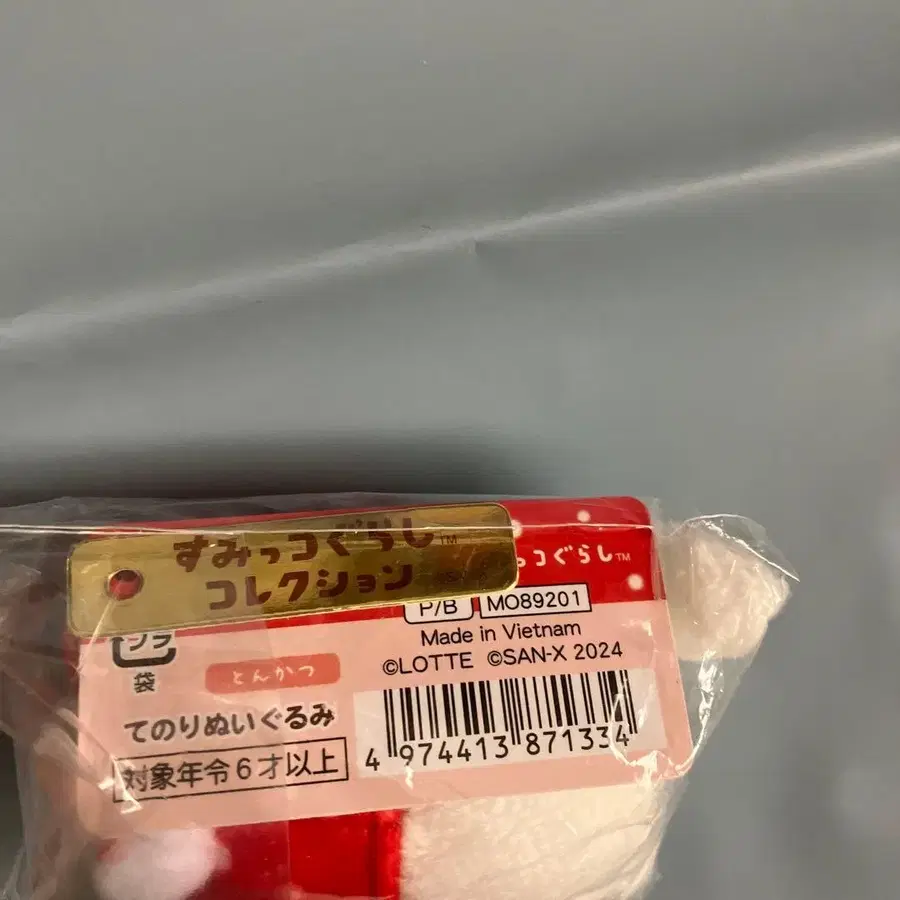 すみっコぐらし™
コレクション
っコぐらし™
P/B MO89201
Made in Vietnam
©LOTTE ©SAN-X 2024
プラ
袋
とんかつ
てのりぬいぐるみ
対象年令6才以上
4 974413 871334